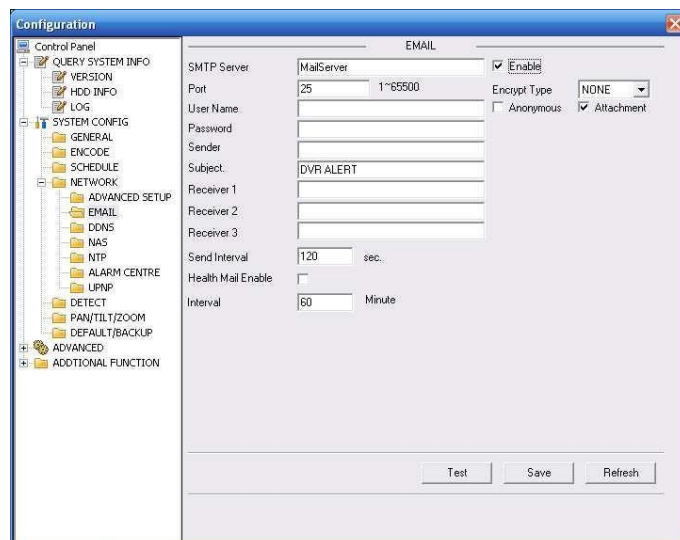 Configuration
Control Panel
QUERY SYSTEM INFO
VERSION
HDD INFO
LOG
SYSTEM CONFIG
GENERAL
ENCODE
SCHEDULE
NETWORK
ADVANCED SETUP
EMAIL
DDNS
NAS
NTP
ALARM CENTRE
UPNP
DETECT
PAN/TILT/ZOOM
DEFAULT/BACKUP
ADVANCED
ADDTIONAL FUNCTION
EMAIL
SMTP Server MailServer Enable
Port 25 1~65500 Encrypt Type NONE
User Name Anonymous Attachment
Password
Sender
Subject. DVR ALERT
Receiver 1
Receiver 2
Receiver 3
Send Interval 120 sec.
Health Mail Enable
Interval 60 Minute
Test Save Refresh